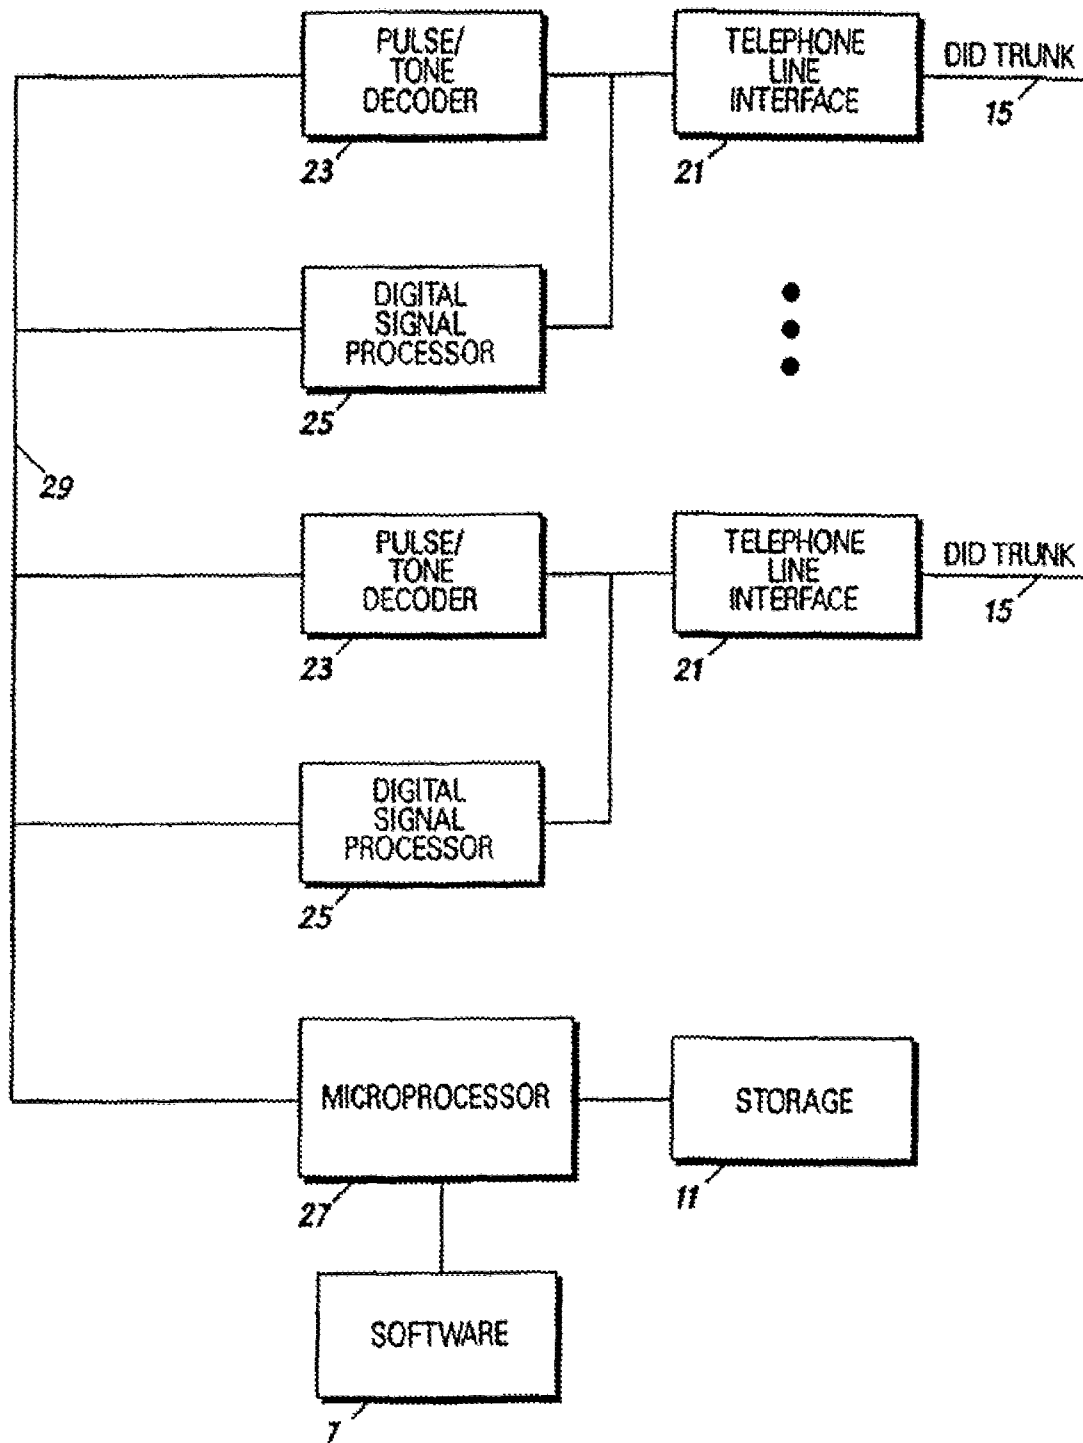 PULSE/
TONE
DECODER
23
TELEPHONE
LINE
INTERFACE
21
DID TRUNK
15
DIGITAL
SIGNAL
PROCESSOR
25
29
PULSE/
TONE
DECODER
23
TELEPHONE
LINE
INTERFACE
21
DID TRUNK
15
DIGITAL
SIGNAL
PROCESSOR
25
MICROPROCESSOR
27
STORAGE
11
SOFTWARE
7